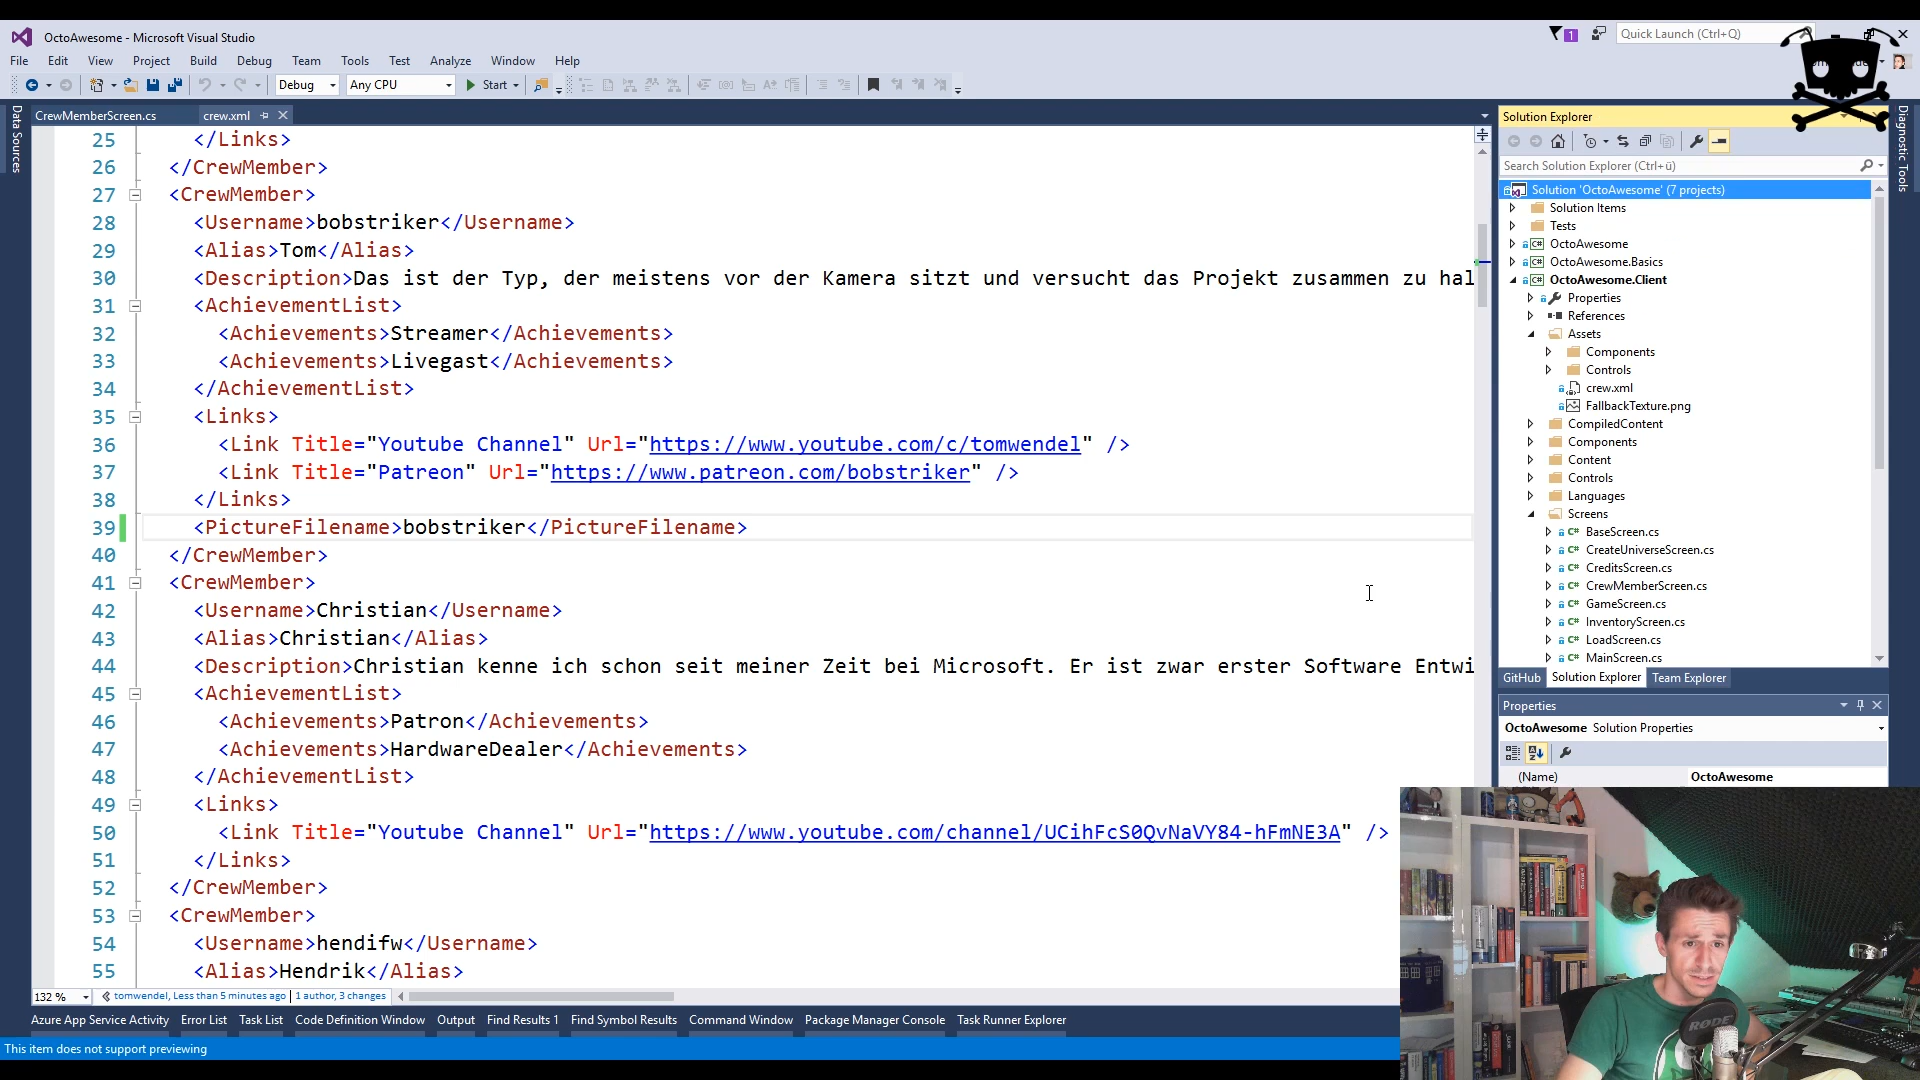 OctoAwesome - Microsoft Visual Studio
1
Quick Launch (Ctrl+Q)
File Edit View Project Build Debug Team Tools Test Analyze Window Help
Debug Any CPU Start
Data Sources
CrewMemberScreen.cs crew.xml
25 </Links>
26 </CrewMember>
27 <CrewMember>
28 <Username>bobstriker</Username>
29 <Alias>Tom</Alias>
30 <Description>Das ist der Typ, der meistens vor der Kamera sitzt und versucht das Projekt zusammen zu hal
31 <AchievementList>
32 <Achievements>Streamer</Achievements>
33 <Achievements>Livegast</Achievements>
34 </AchievementList>
35 <Links>
36 <Link Title="Youtube Channel" Url="https://www.youtube.com/c/tomwendel" />
37 <Link Title="Patreon" Url="https://www.patreon.com/bobstriker" />
38 </Links>
39 <PictureFilename>bobstriker</PictureFilename>
40 </CrewMember>
41 <CrewMember>
42 <Username>Christian</Username>
43 <Alias>Christian</Alias>
44 <Description>Christian kenne ich schon seit meiner Zeit bei Microsoft. Er ist zwar erster Software Entwi
45 <AchievementList>
46 <Achievements>Patron</Achievements>
47 <Achievements>HardwareDealer</Achievements>
48 </AchievementList>
49 <Links>
50 <Link Title="Youtube Channel" Url="https://www.youtube.com/channel/UCihFcS0QvNaVY84-hFmNE3A" />
51 </Links>
52 </CrewMember>
53 <CrewMember>
54 <Username>hendifw</Username>
55 <Alias>Hendrik</Alias>
132 % tomwendel, Less than 5 minutes ago | 1 author, 3 changes
Azure App Service Activity Error List Task List Code Definition Window Output Find Results 1 Find Symbol Results Command Window Package Manager Console Task Runner Explorer
This item does not support previewing
Solution Explorer
Search Solution Explorer (Ctrl+ü)
Solution 'OctoAwesome' (7 projects)
Solution Items
Tests
C# OctoAwesome
C# OctoAwesome.Basics
C# OctoAwesome.Client
Properties
References
Assets
Components
Controls
crew.xml
FallbackTexture.png
CompiledContent
Components
Content
Controls
Languages
Screens
C# BaseScreen.cs
C# CreateUniverseScreen.cs
C# CreditsScreen.cs
C# CrewMemberScreen.cs
C# GameScreen.cs
C# InventoryScreen.cs
C# LoadScreen.cs
C# MainScreen.cs
GitHub Solution Explorer Team Explorer
Properties
OctoAwesome Solution Properties
(Name) OctoAwesome
Diagnostic Tools
RØDE